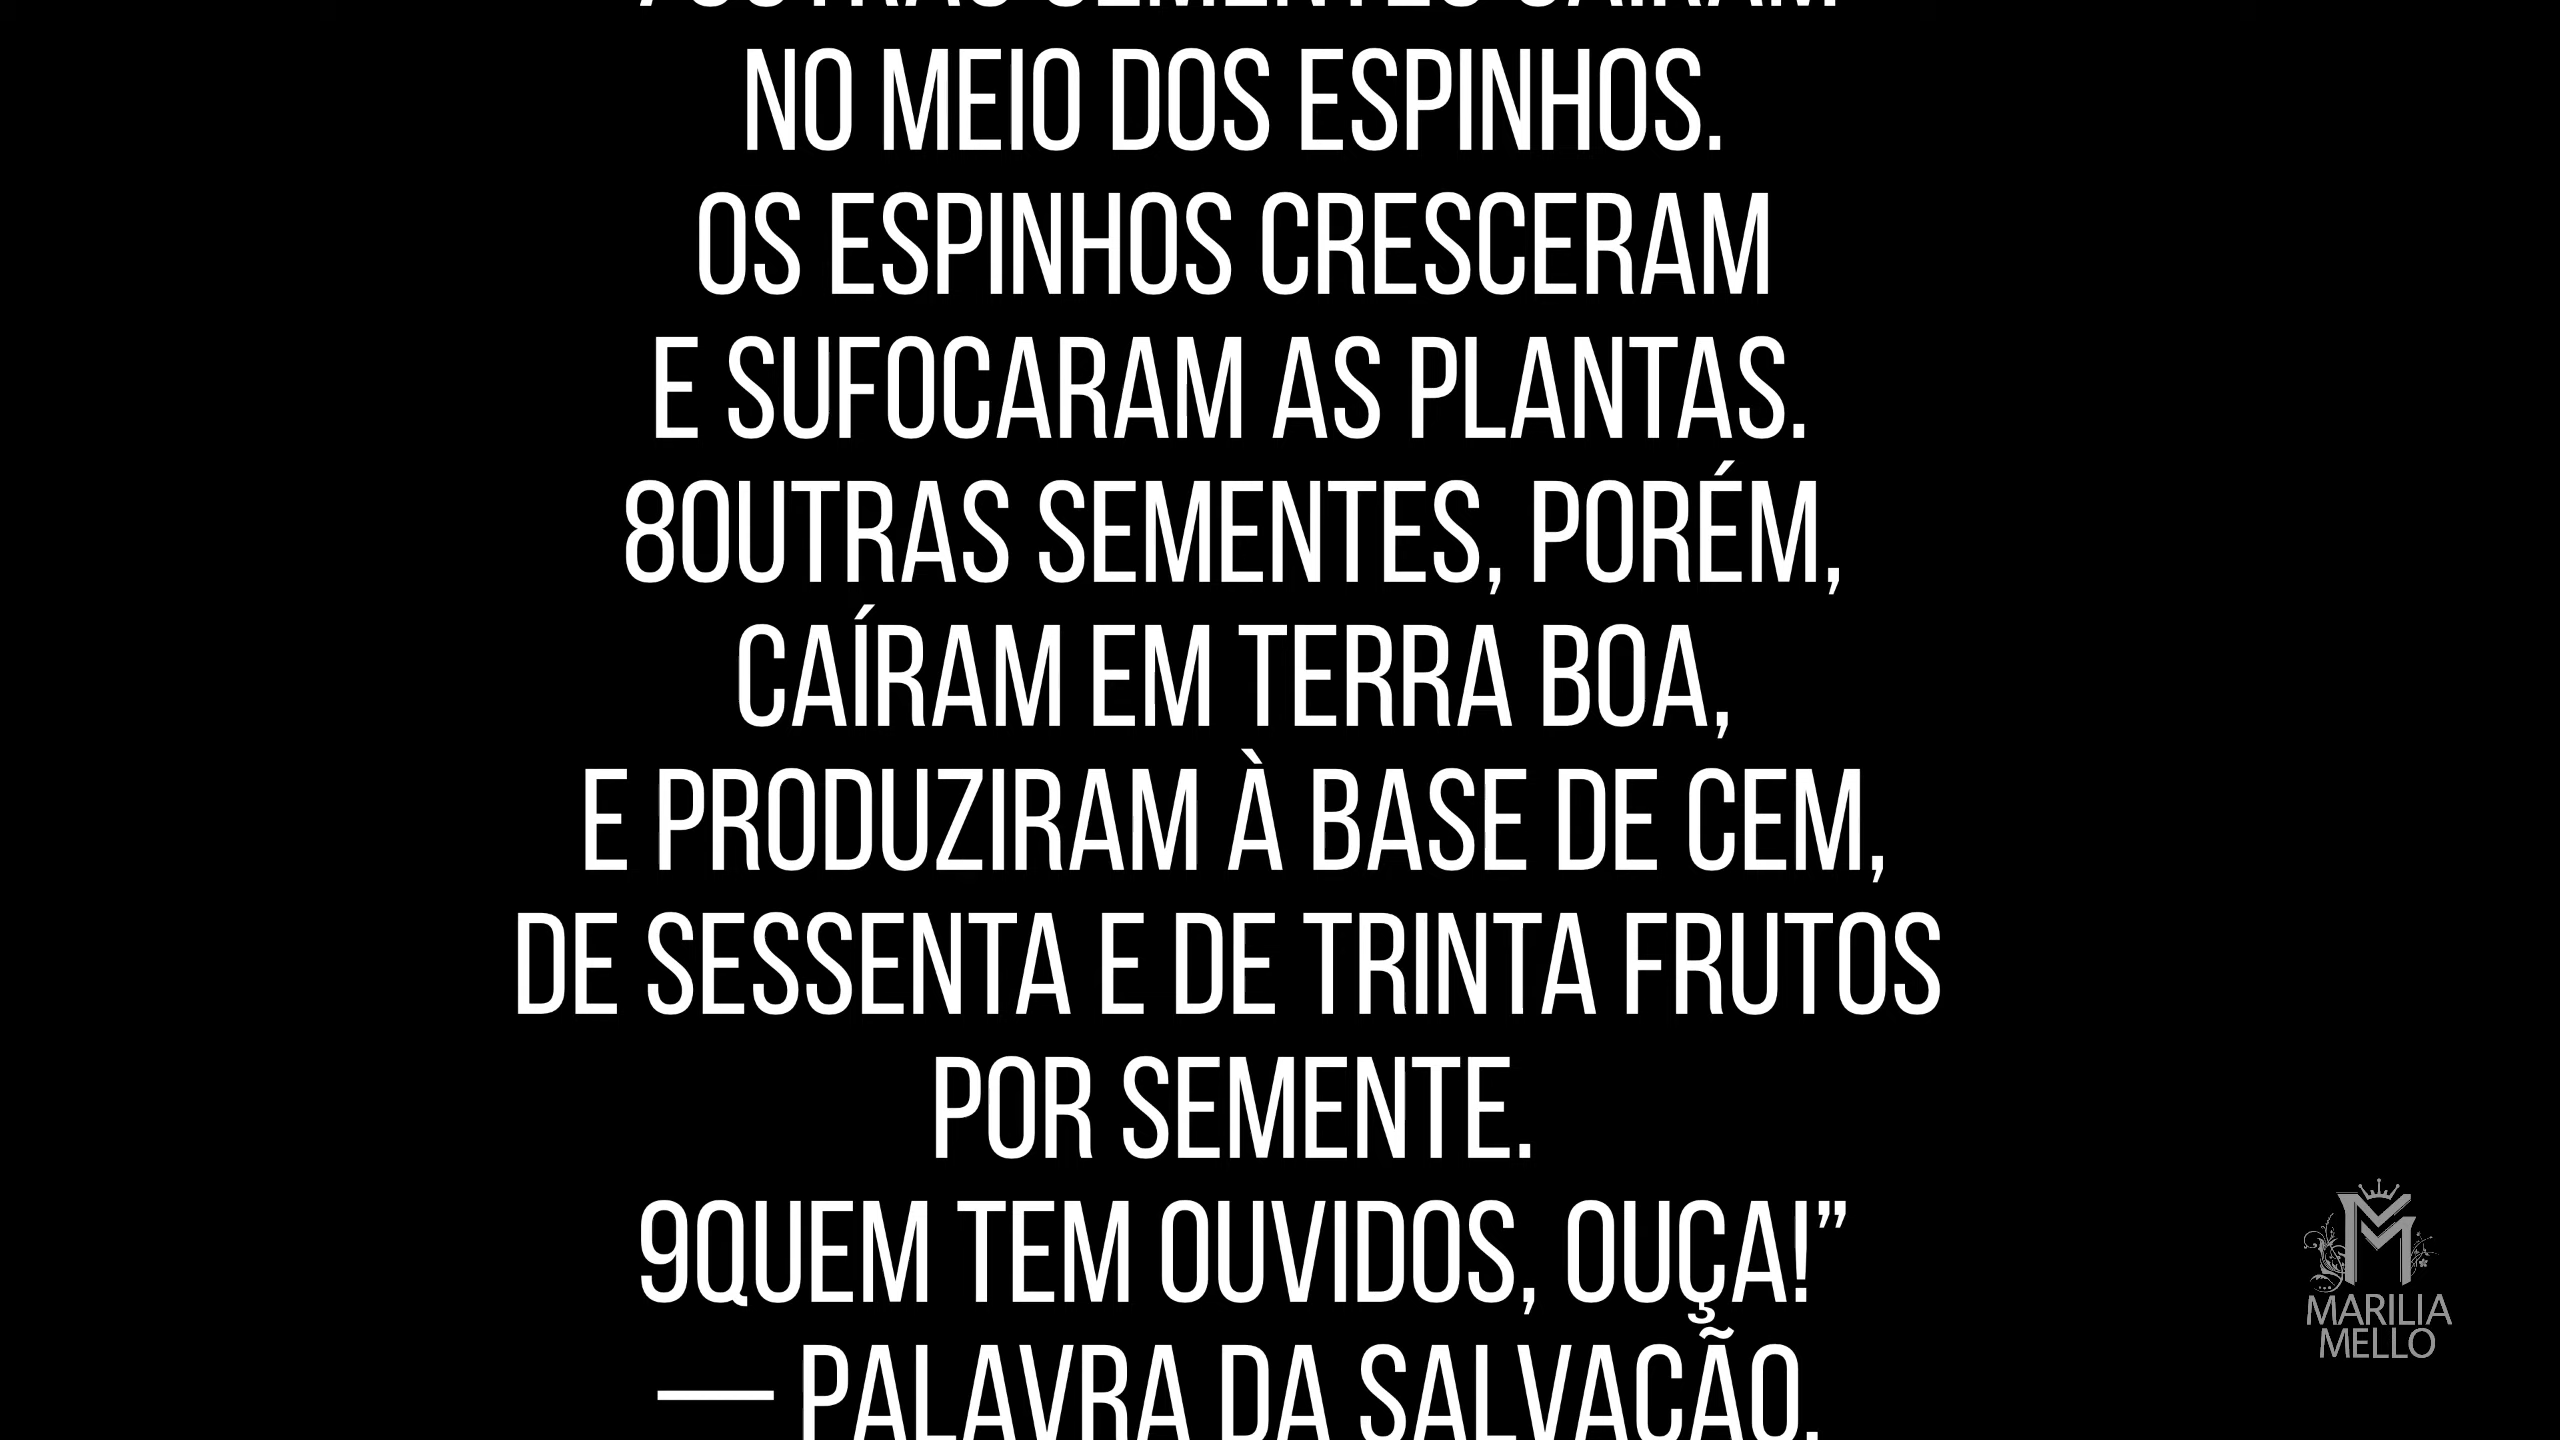 7OUTRAS SEMENTES CAÍRAM
NO MEIO DOS ESPINHOS.
OS ESPINHOS CRESCERAM
E SUFOCARAM AS PLANTAS.
8OUTRAS SEMENTES, PORÉM,
CAÍRAM EM TERRA BOA,
E PRODUZIRAM À BASE DE CEM,
DE SESSENTA E DE TRINTA FRUTOS
POR SEMENTE.
9QUEM TEM OUVIDOS, OUÇA!”
— PALAVRA DA SALVAÇÃO.
MARILIA
MELLO